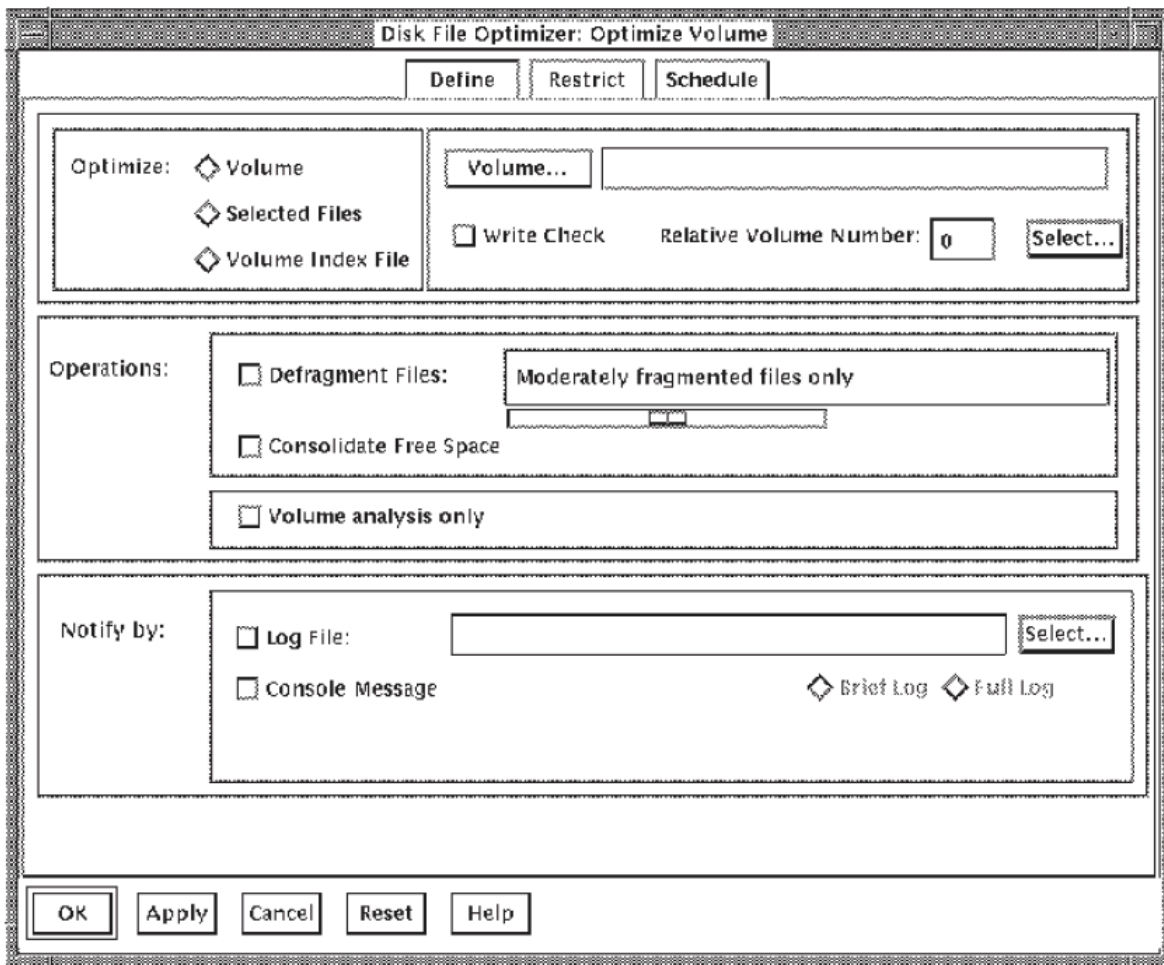 Disk File Optimizer: Optimize Volume
Define Restrict Schedule
Optimize: Volume
Selected Files
Volume Index File
Volume...
Write Check Relative Volume Number: 0 Select...
Operations:
Defragment Files: Moderately fragmented files only
Consolidate Free Space
Volume analysis only
Notify by:
Log File: Select...
Console Message Brief Log Full Log
OK Apply Cancel Reset Help